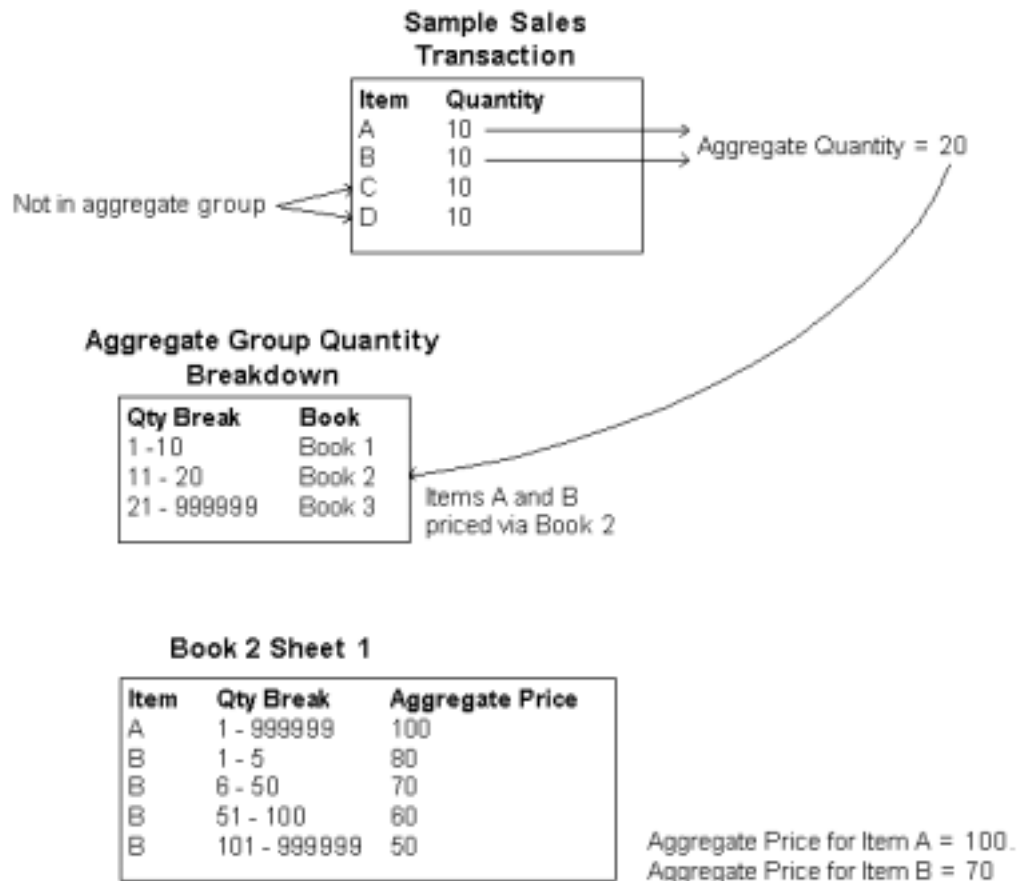 Sample Sales
Transaction
Item Quantity
A 10
B 10
C 10
D 10
Aggregate Quantity = 20
Not in aggregate group
Aggregate Group Quantity
Breakdown
Qty Break Book
1 -10 Book 1
11 - 20 Book 2
21 - 999999 Book 3
Items A and B
priced via Book 2
Book 2 Sheet 1
Item Qty Break Aggregate Price
A 1 - 999999 100
B 1 - 5 80
B 6 - 50 70
B 51 - 100 60
B 101 - 999999 50
Aggregate Price for Item A = 100.
Aggregate Price for Item B = 70